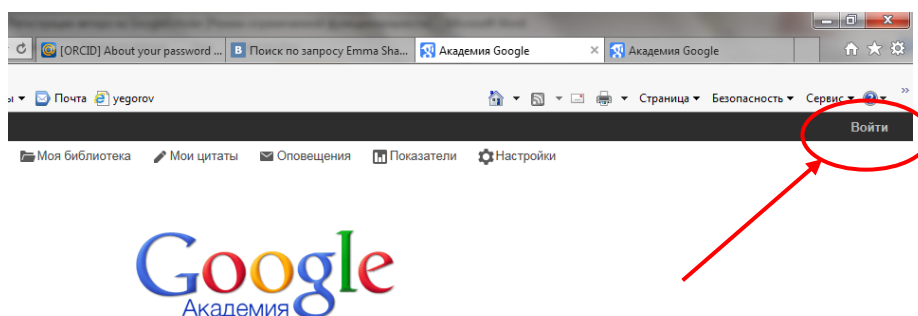 [ORCID] About your password ... Поиск по запросу Emma Sha... Академия Google Академия Google
ы Почта yegorov Страница Безопасность Сервис
Войти
Моя библиотека Мои цитаты Оповещения Показатели Настройки
Google
Академия